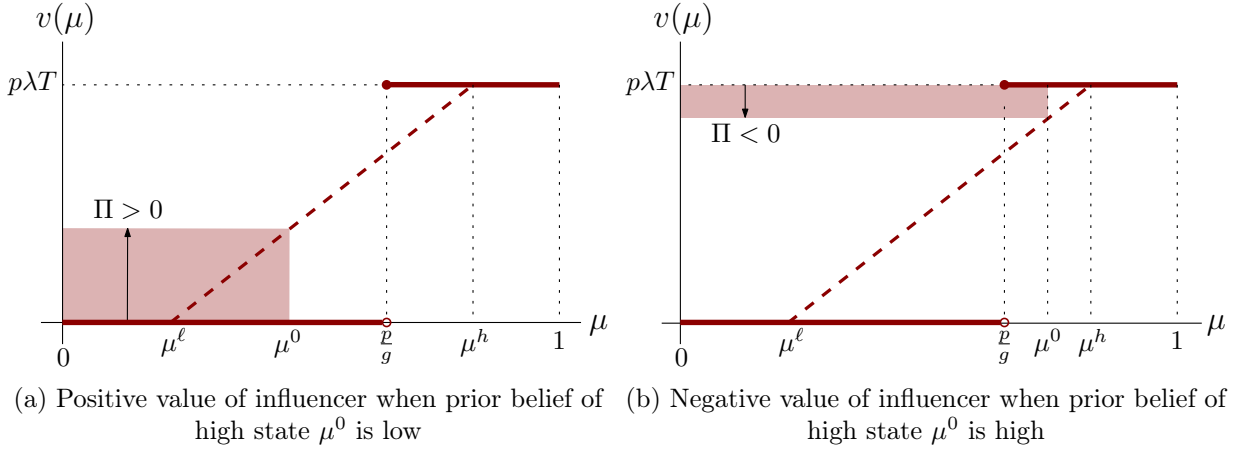 v(μ)
pλT
Π > 0
0
μ^ℓ
μ^0
p/g
μ^h
1
μ
(a) Positive value of influencer when prior belief of
high state μ^0 is low
v(μ)
pλT
Π < 0
0
μ^ℓ
p/g
μ^0
μ^h
1
μ
(b) Negative value of influencer when prior belief of
high state μ^0 is high